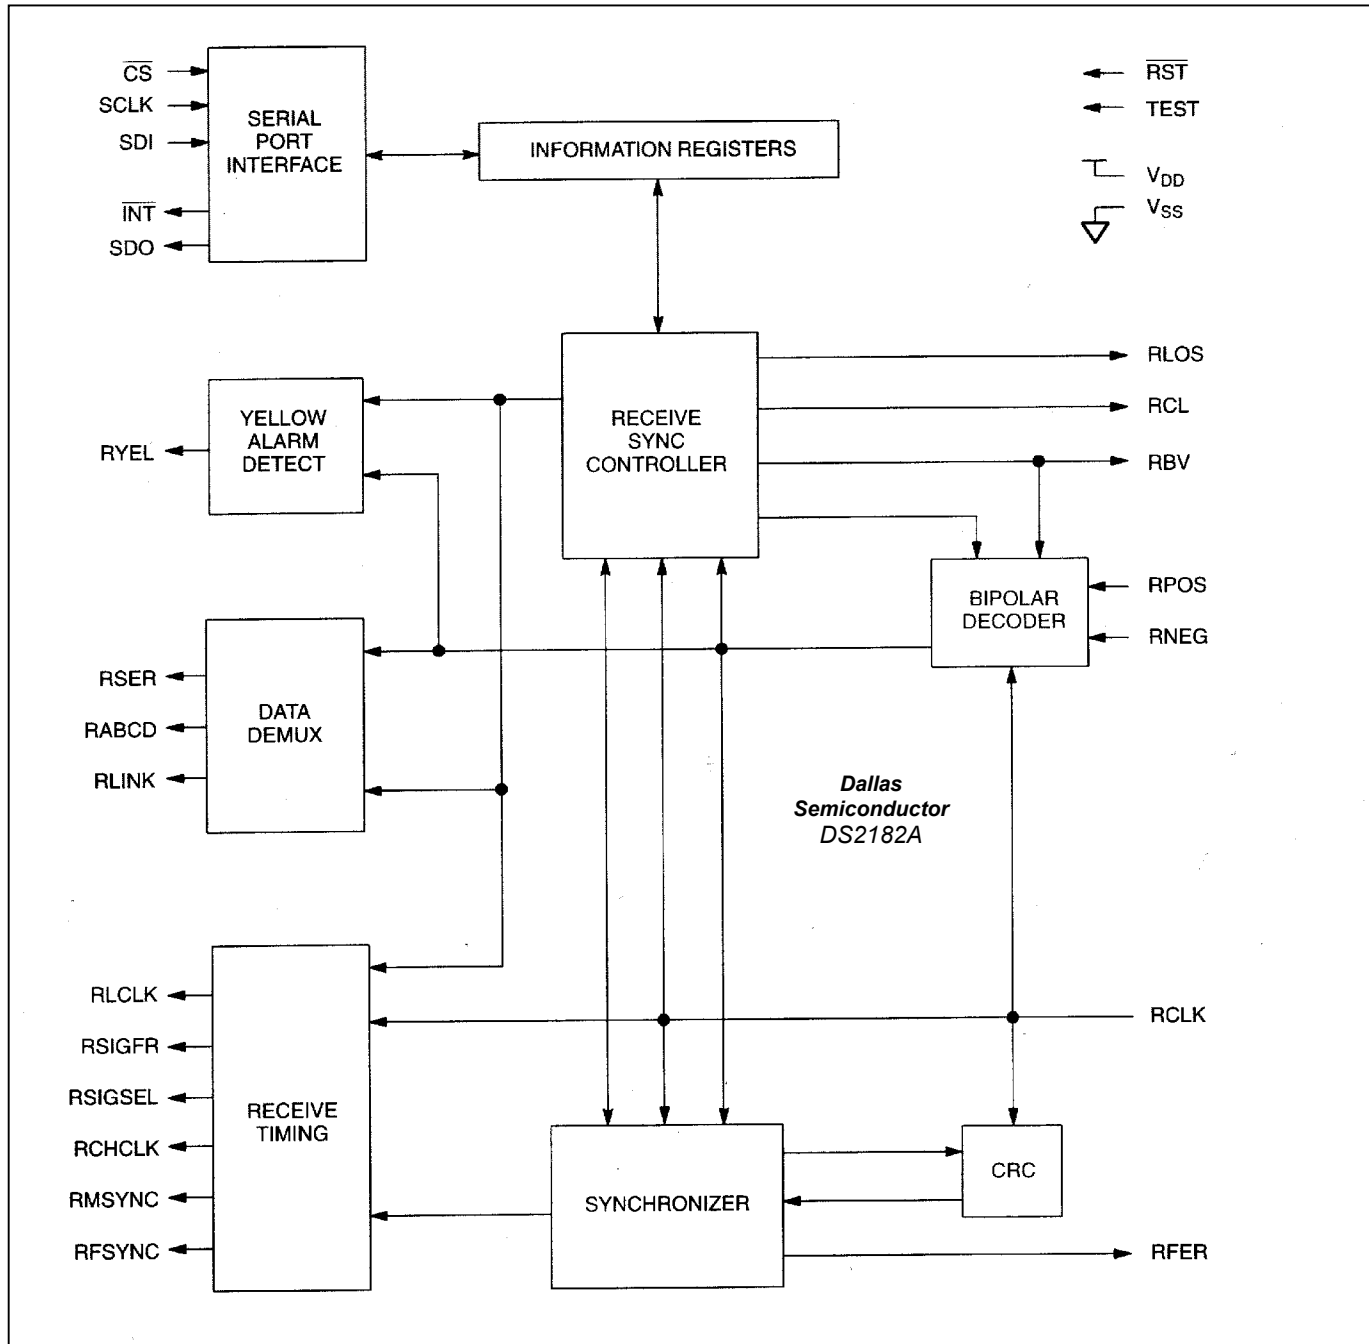 CS
SCLK
SDI
INT
SDO
SERIAL
PORT
INTERFACE
INFORMATION REGISTERS
RST
TEST
VDD
VSS
RYEL
YELLOW
ALARM
DETECT
RECEIVE
SYNC
CONTROLLER
RLOS
RCL
RBV
BIPOLAR
DECODER
RPOS
RNEG
RSER
RABCD
RLINK
DATA
DEMUX
Dallas
Semiconductor
DS2182A
RLCLK
RSIGFR
RSIGSEL
RCHCLK
RMSYNC
RFSYNC
RECEIVE
TIMING
RCLK
SYNCHRONIZER
CRC
RFER